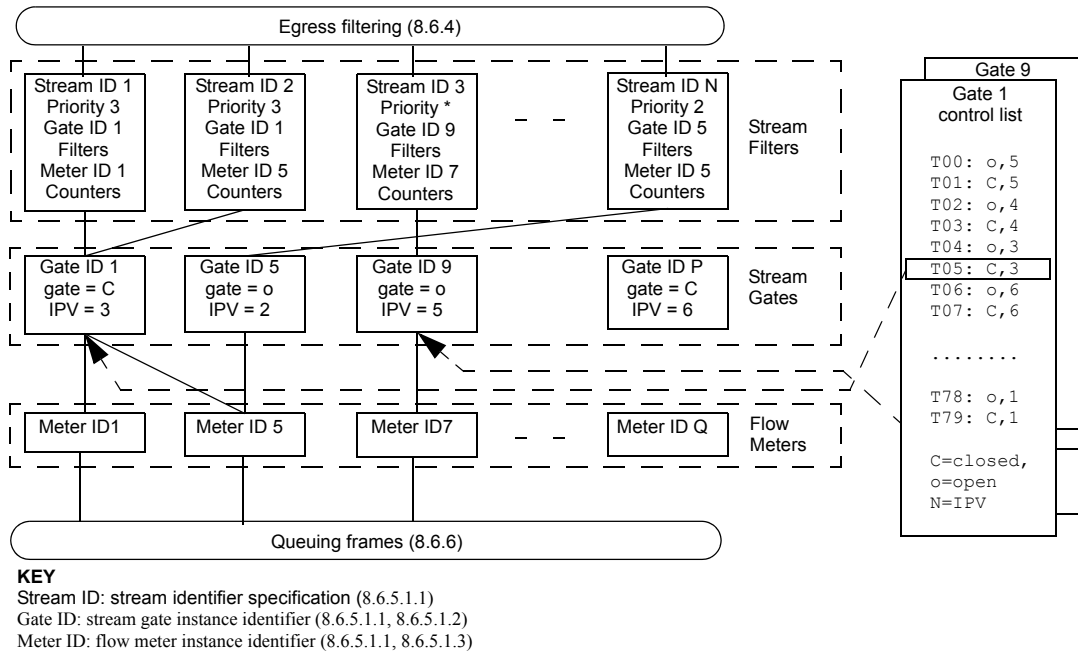 Egress filtering (8.6.4)
Stream ID 1
Priority 3
Gate ID 1
Filters
Meter ID 1
Counters
Stream ID 2
Priority 3
Gate ID 1
Filters
Meter ID 5
Counters
Stream ID 3
Priority *
Gate ID 9
Filters
Meter ID 7
Counters
Stream ID N
Priority 2
Gate ID 5
Filters
Meter ID 5
Counters
Stream
Filters
Gate ID 1
gate = C
IPV = 3
Gate ID 5
gate = o
IPV = 2
Gate ID 9
gate = o
IPV = 5
Gate ID P
gate = C
IPV = 6
Stream
Gates
Meter ID1
Meter ID 5
Meter ID7
Meter ID Q
Flow
Meters
Queuing frames (8.6.6)
Gate 9
Gate 1
control list
T00: o,5
T01: C,5
T02: o,4
T03: C,4
T04: o,3
T05: C,3
T06: o,6
T07: C,6
........
T78: o,1
T79: C,1
C=closed,
o=open
N=IPV
KEY
Stream ID: stream identifier specification (8.6.5.1.1)
Gate ID: stream gate instance identifier (8.6.5.1.1, 8.6.5.1.2)
Meter ID: flow meter instance identifier (8.6.5.1.1, 8.6.5.1.3)